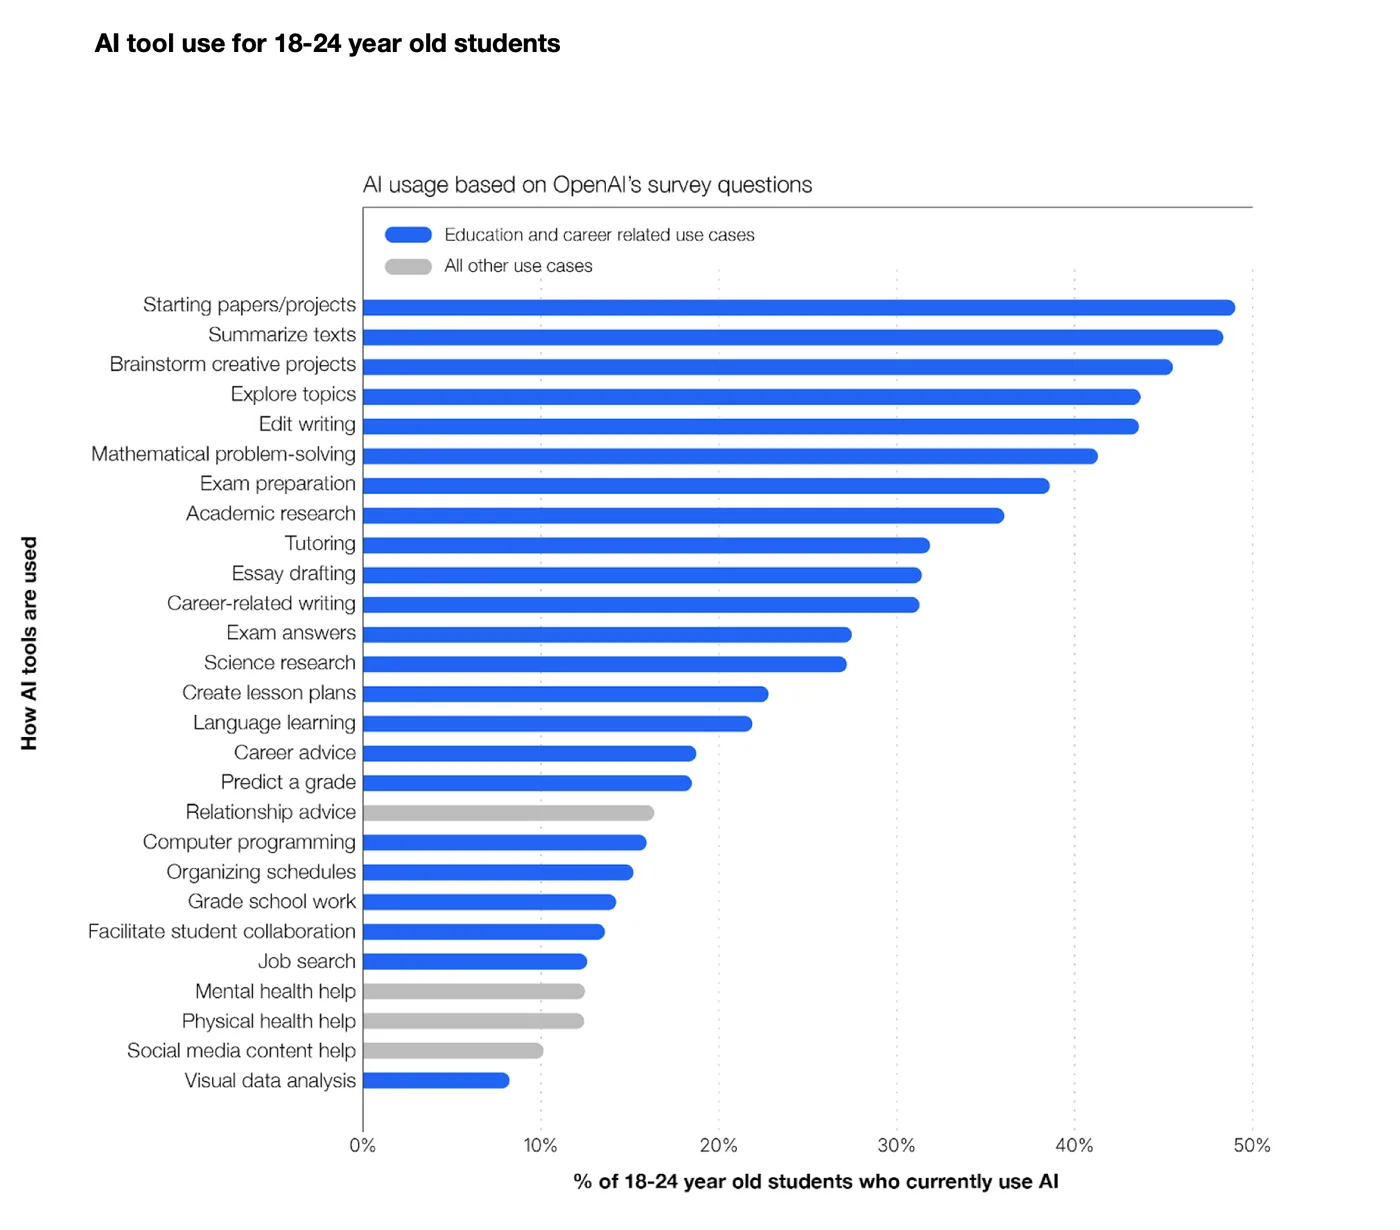 AI tool use for 18-24 year old students
AI usage based on OpenAI's survey questions
Education and career related use cases
All other use cases
How AI tools are used
Starting papers/projects
Summarize texts
Brainstorm creative projects
Explore topics
Edit writing
Mathematical problem-solving
Exam preparation
Academic research
Tutoring
Essay drafting
Career-related writing
Exam answers
Science research
Create lesson plans
Language learning
Career advice
Predict a grade
Relationship advice
Computer programming
Organizing schedules
Grade school work
Facilitate student collaboration
Job search
Mental health help
Physical health help
Social media content help
Visual data analysis
0% 10% 20% 30% 40% 50%
% of 18-24 year old students who currently use AI